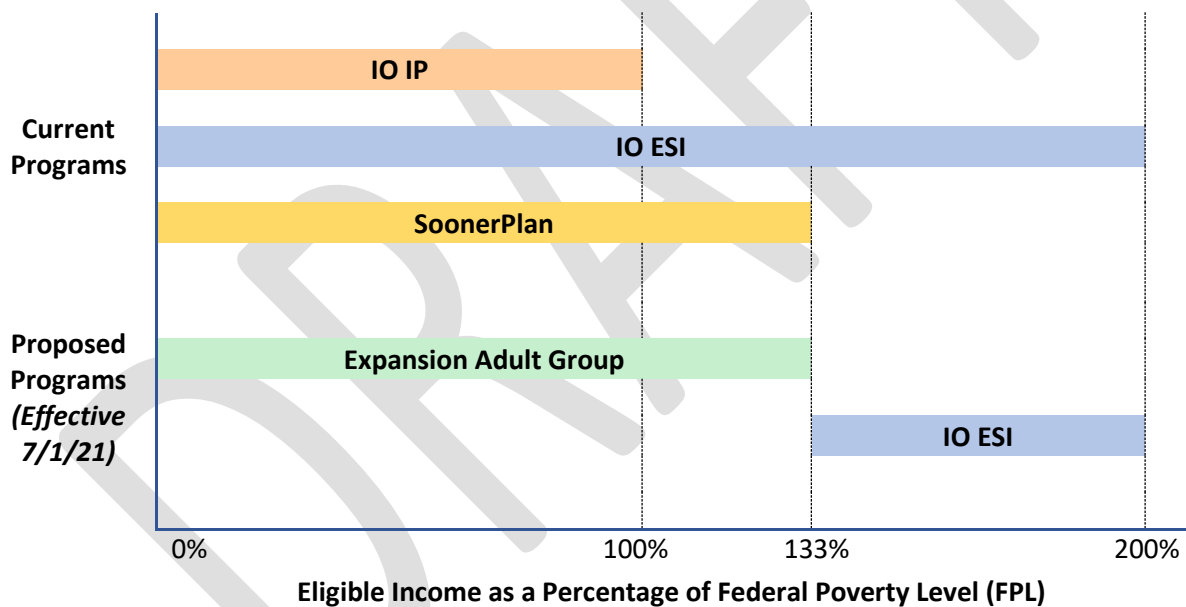 IO IP
Current
Programs
IO ESI
SoonerPlan
Proposed
Programs
(Effective
7/1/21)
Expansion Adult Group
IO ESI
0%
100%
133%
200%
Eligible Income as a Percentage of Federal Poverty Level (FPL)
DRAFT